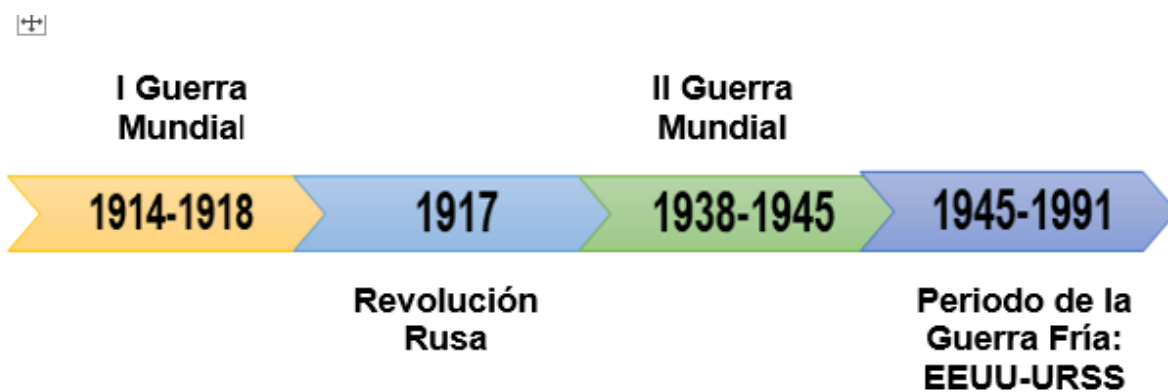 I Guerra
Mundial
II Guerra
Mundial
1914-1918
1917
1938-1945
1945-1991
Revolución
Rusa
Periodo de la
Guerra Fría:
EEUU-URSS